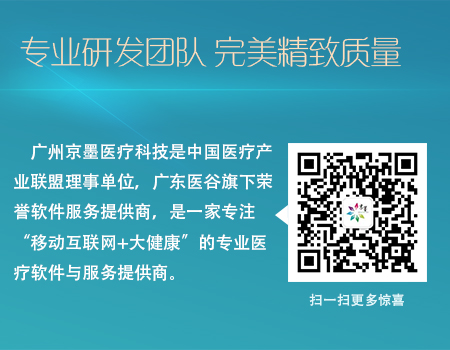 专业研发团队 完美精致质量
广州京墨医疗科技是中国医疗产
业联盟理事单位，广东医谷旗下荣
誉软件服务提供商，是一家专注
“移动互联网+大健康”的专业医
疗软件与服务提供商。
扫一扫更多惊喜